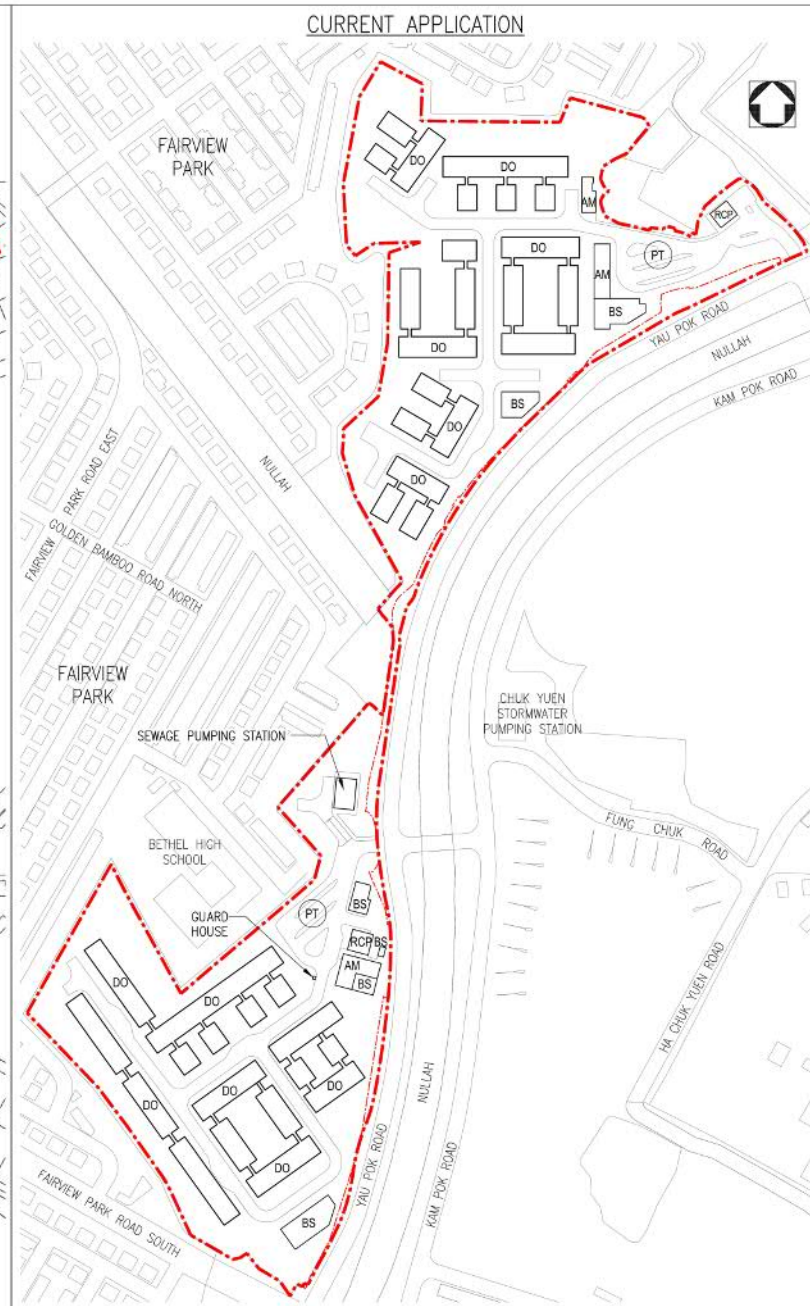 CURRENT APPLICATION
FAIRVIEW
PARK
DO
DO
AM
RCP
PT
DO
DO
AM
BS
YAU POK ROAD
NULLAH
KAM POK ROAD
DO
BS
DO
NULLAH
FAIRVIEW PARK ROAD EAST
GOLDEN BAMBOO ROAD NORTH
FAIRVIEW
PARK
CHUK YUEN
STORMWATER
PUMPING STATION
SEWAGE PUMPING STATION
FUNG CHUK ROAD
BETHEL HIGH
SCHOOL
BS
PT
GUARD
HOUSE
RCP
BS
AM
BS
HA CHUK YUEN ROAD
DO
DO
DO
DO
DO
DO
BS
YAU POK ROAD
NULLAH
KAM POK ROAD
FAIRVIEW PARK ROAD SOUTH